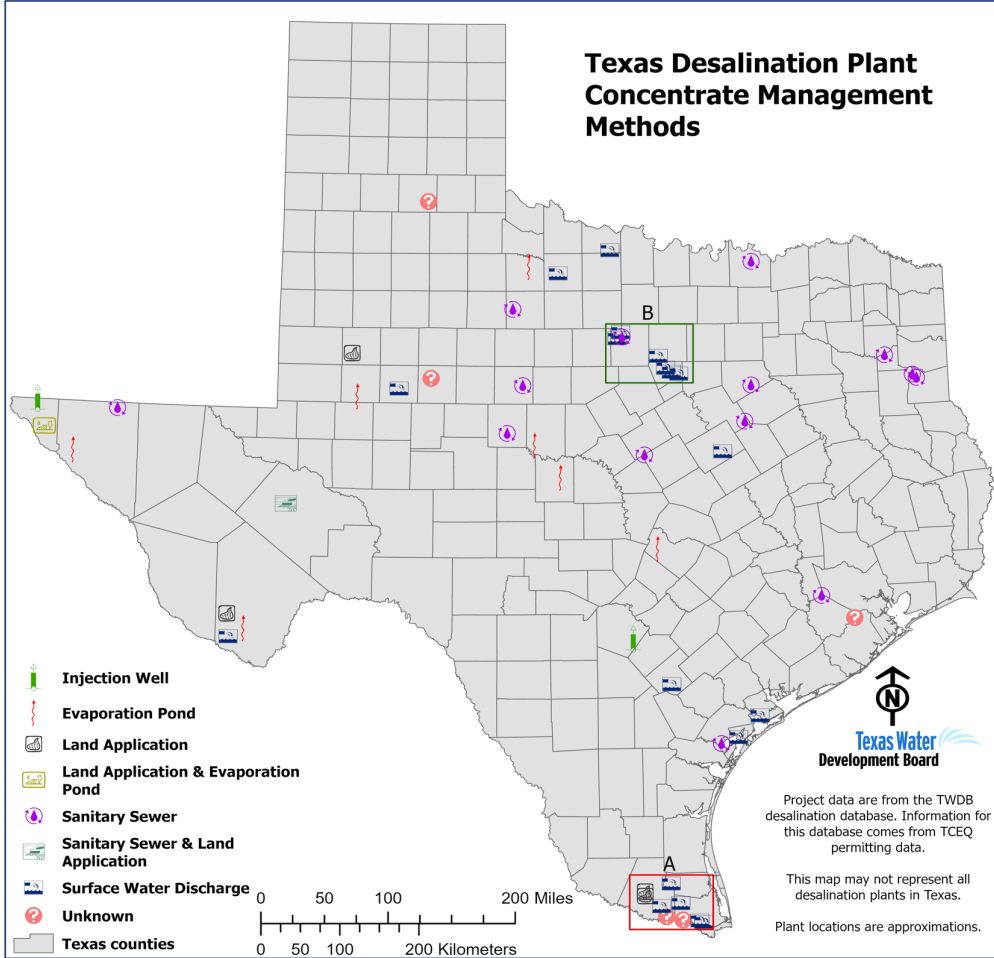 Texas Desalination Plant
Concentrate Management
Methods
B
A
Injection Well
Evaporation Pond
Land Application
Land Application & Evaporation
Pond
Sanitary Sewer
Sanitary Sewer & Land
Application
Surface Water Discharge
? Unknown
Texas counties
0 50 100 200 Miles
0 50 100 200 Kilometers
N
Texas Water
Development Board
Project data are from the TWDB
desalination database. Information for
this database comes from TCEQ
permitting data.
This map may not represent all
desalination plants in Texas.
Plant locations are approximations.